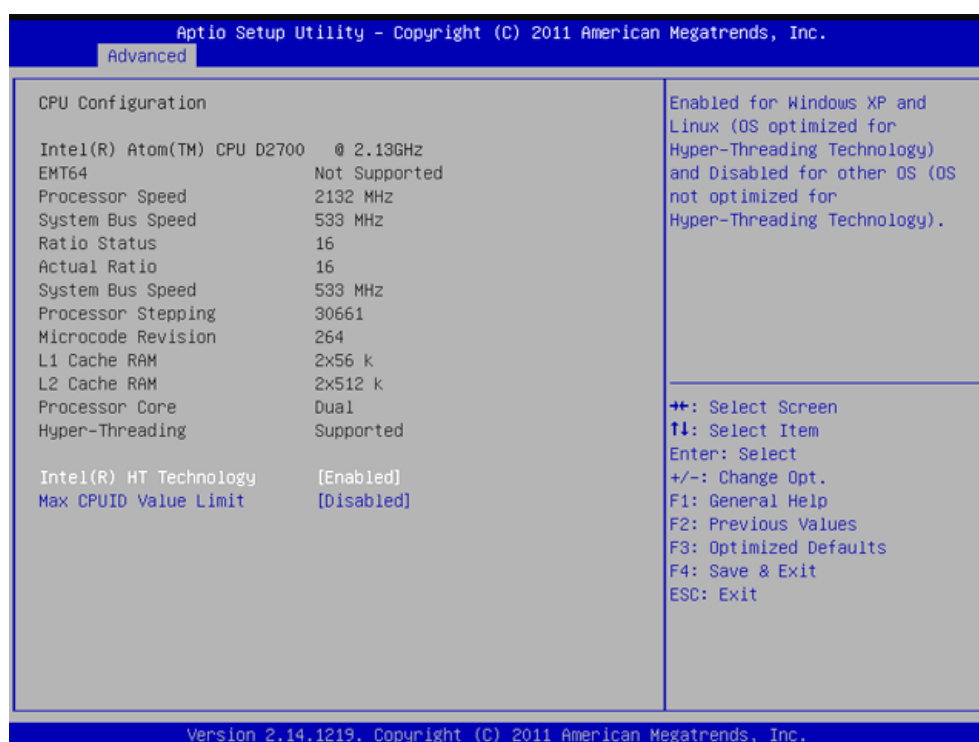 Aptio Setup Utility – Copyright (C) 2011 American Megatrends, Inc.
Advanced
CPU Configuration
Intel(R) Atom(TM) CPU D2700 @ 2.13GHz
EMT64 Not Supported
Processor Speed 2132 MHz
System Bus Speed 533 MHz
Ratio Status 16
Actual Ratio 16
System Bus Speed 533 MHz
Processor Stepping 30661
Microcode Revision 264
L1 Cache RAM 2x56 k
L2 Cache RAM 2x512 k
Processor Core Dual
Hyper-Threading Supported
Intel(R) HT Technology [Enabled]
Max CPUID Value Limit [Disabled]
Enabled for Windows XP and
Linux (OS optimized for
Hyper-Threading Technology)
and Disabled for other OS (OS
not optimized for
Hyper-Threading Technology).
→←: Select Screen
↑↓: Select Item
Enter: Select
+/-: Change Opt.
F1: General Help
F2: Previous Values
F3: Optimized Defaults
F4: Save & Exit
ESC: Exit
Version 2.14.1219. Copyright (C) 2011 American Megatrends, Inc.